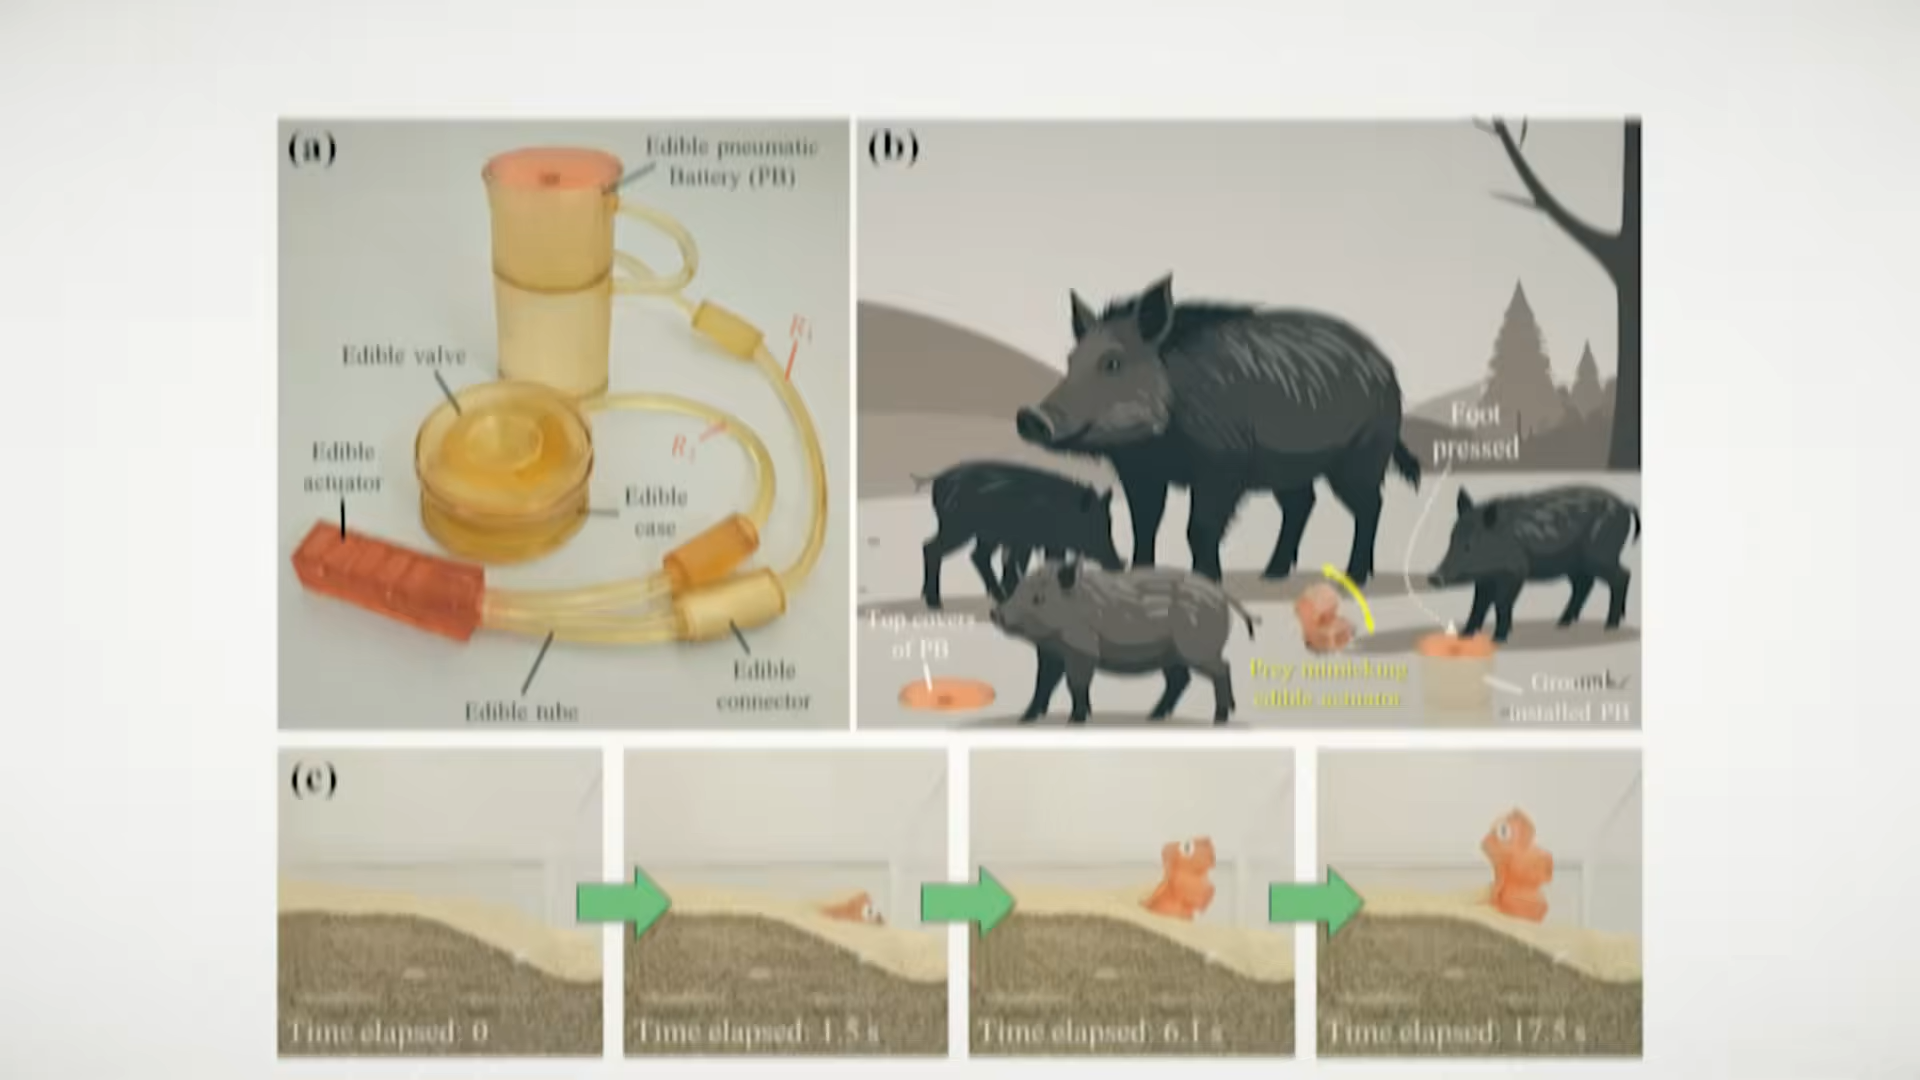 (a)
Edible pneumatic
Battery (PB)
Edible valve
R₁
R₂
Edible
actuator
Edible
case
Edible
connector
Edible tube
(b)
Foot
pressed
Top covers
of PB
Prey mimicking
edible actuator
installed PB
(c)
Time elapsed: 0
Time elapsed: 1.5 s
Time elapsed: 6.1 s
Time elapsed: 17.5 s